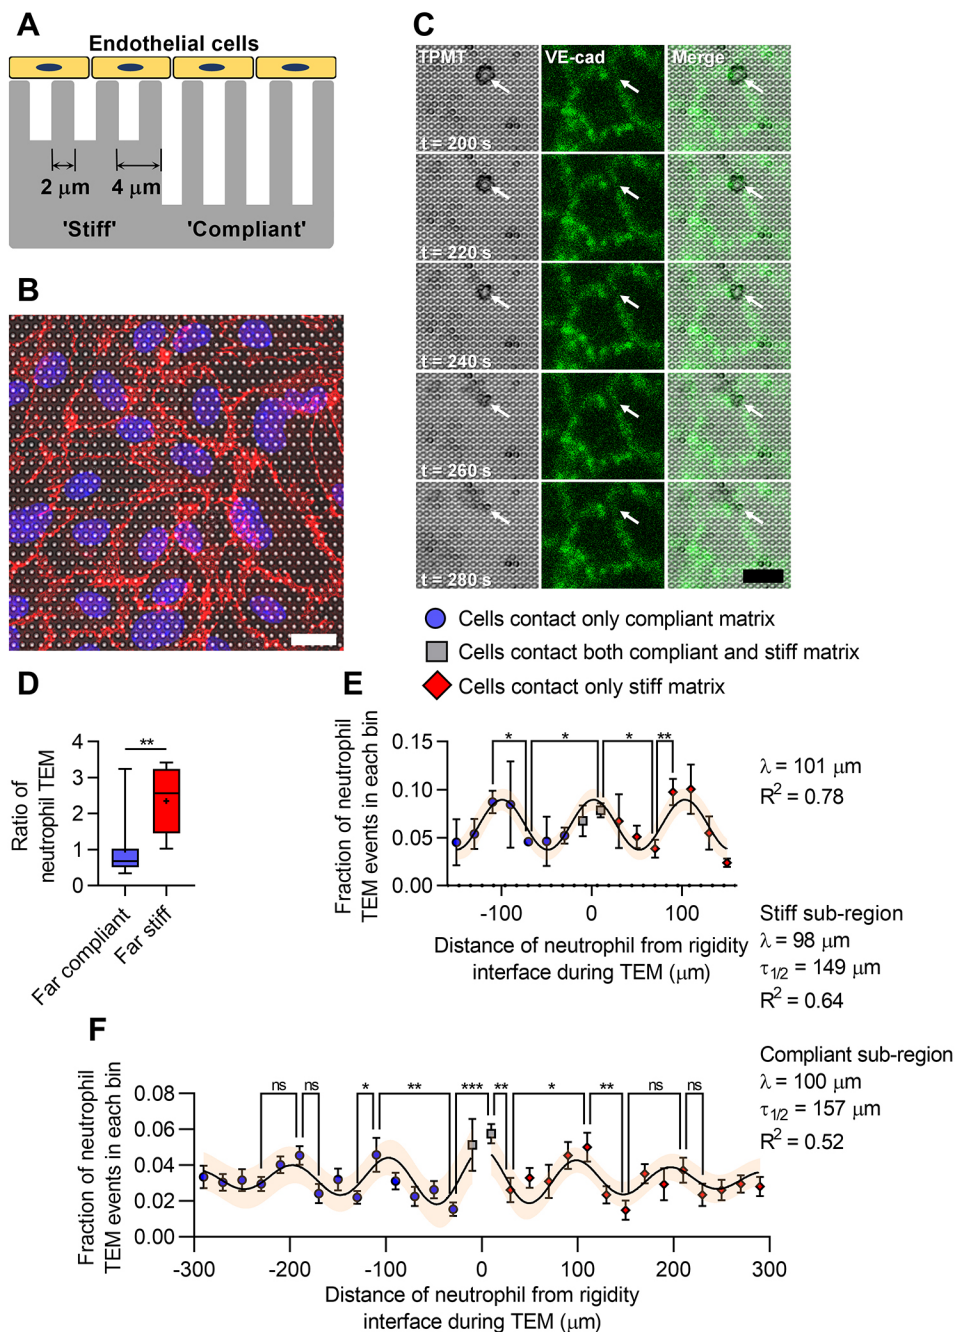 A
Endothelial cells
2 μm
4 μm
'Stiff'
'Compliant'
B
C
TPMT
VE-cad
Merge
t = 200 s
t = 220 s
t = 240 s
t = 260 s
t = 280 s
Cells contact only compliant matrix
Cells contact both compliant and stiff matrix
Cells contact only stiff matrix
D
Ratio of
neutrophil TEM
4
3
2
1
0
**
Far compliant
Far stiff
E
Fraction of neutrophil
TEM events in each bin
0.15
0.10
0.05
0.00
* * * **
-100 0 100
Distance of neutrophil from rigidity
interface during TEM (μm)
λ = 101 μm
R² = 0.78
Stiff sub-region
λ = 98 μm
τ1/2 = 149 μm
R² = 0.64
Compliant sub-region
λ = 100 μm
τ1/2 = 157 μm
R² = 0.52
F
Fraction of neutrophil
TEM events in each bin
0.08
0.06
0.04
0.02
0.00
ns ns * ** *** ** * ** ns ns
-300 -200 -100 0 100 200 300
Distance of neutrophil from rigidity
interface during TEM (μm)